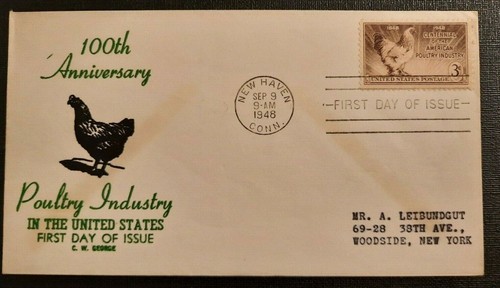 100th
Anniversary
Poultry Industry
IN THE UNITED STATES
FIRST DAY OF ISSUE
C. W. GEORGE
NEW HAVEN
SEP. 9
9-AM
1948
CONN.
1848 1948
CENTENNIAL
OF THE
AMERICAN
POULTRY INDUSTRY
UNITED STATES POSTAGE 3¢
FIRST DAY OF ISSUE
MR. A. LEIBUNDGUT
69-28 38TH AVE.,
WOODSIDE, NEW YORK